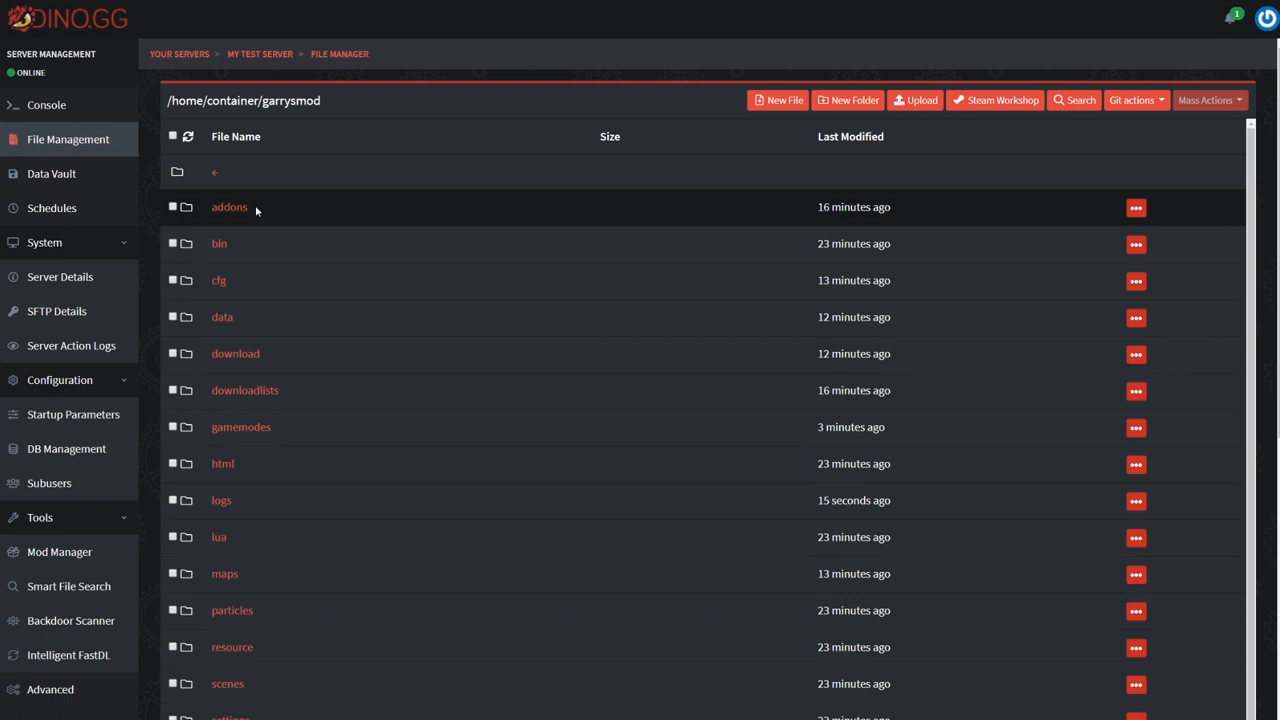 DINO.GG
1
SERVER MANAGEMENT
ONLINE
Console
File Management
Data Vault
Schedules
System
Server Details
SFTP Details
Server Action Logs
Configuration
Startup Parameters
DB Management
Subusers
Tools
Mod Manager
Smart File Search
Backdoor Scanner
Intelligent FastDL
Advanced
YOUR SERVERS > MY TEST SERVER > FILE MANAGER
/home/container/garrysmod
New File New Folder Upload Steam Workshop Search Git actions Mass Actions
File Name Size Last Modified
←
addons 16 minutes ago
bin 23 minutes ago
cfg 13 minutes ago
data 12 minutes ago
download 12 minutes ago
downloadlists 16 minutes ago
gamemodes 3 minutes ago
html 23 minutes ago
logs 15 seconds ago
lua 23 minutes ago
maps 13 minutes ago
particles 23 minutes ago
resource 23 minutes ago
scenes 23 minutes ago